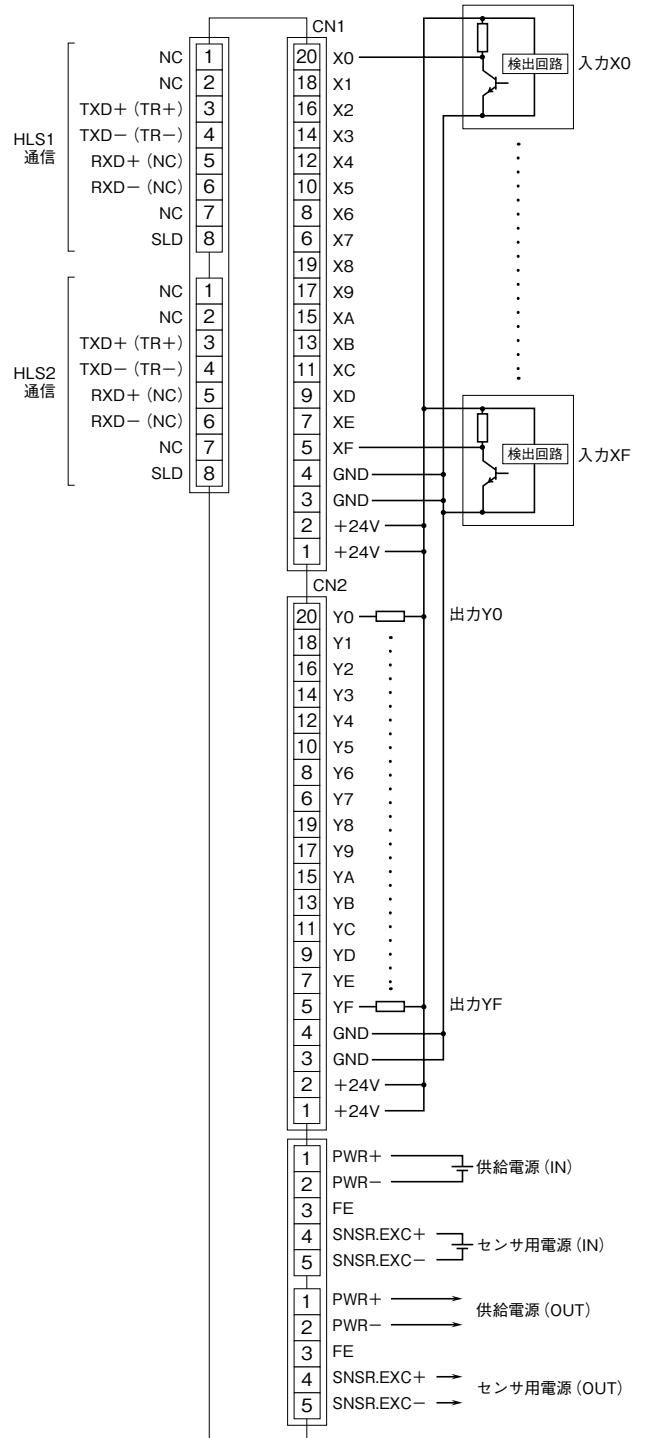 HLS1
通信
NC 1
NC 2
TXD+ (TR+) 3
TXD− (TR−) 4
RXD+ (NC) 5
RXD− (NC) 6
NC 7
SLD 8
HLS2
通信
NC 1
NC 2
TXD+ (TR+) 3
TXD− (TR−) 4
RXD+ (NC) 5
RXD− (NC) 6
NC 7
SLD 8
CN1
20 X0
18 X1
16 X2
14 X3
12 X4
10 X5
8 X6
6 X7
19 X8
17 X9
15 XA
13 XB
11 XC
9 XD
7 XE
5 XF
4 GND
3 GND
2 +24V
1 +24V
検出回路 入力X0
検出回路 入力XF
CN2
20 Y0 出力Y0
18 Y1
16 Y2
14 Y3
12 Y4
10 Y5
8 Y6
6 Y7
19 Y8
17 Y9
15 YA
13 YB
11 YC
9 YD
7 YE
5 YF 出力YF
4 GND
3 GND
2 +24V
1 +24V
1 PWR+
2 PWR−
供給電源 (IN)
3 FE
4 SNSR.EXC+
5 SNSR.EXC−
センサ用電源 (IN)
1 PWR+
2 PWR−
供給電源 (OUT)
3 FE
4 SNSR.EXC+
5 SNSR.EXC−
センサ用電源 (OUT)